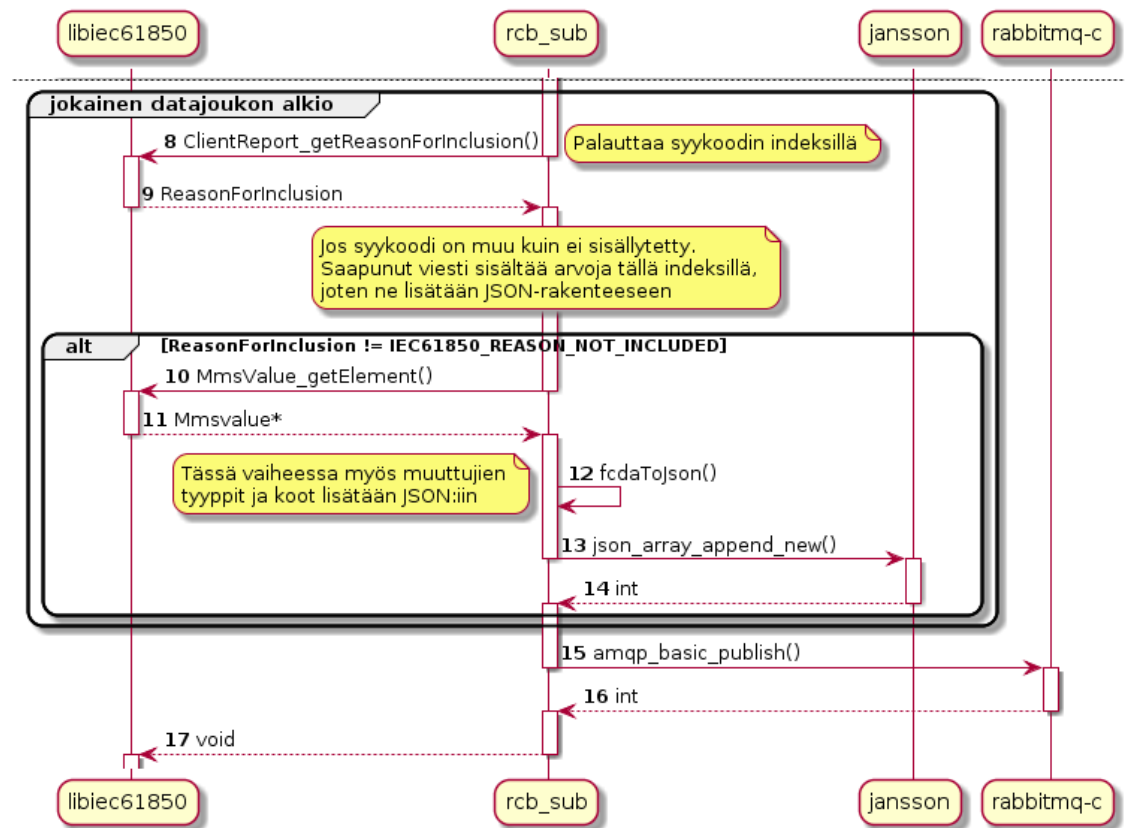 libiec61850
rcb_sub
jansson
rabbitmq-c
jokainen datajoukon alkio
8 ClientReport_getReasonForInclusion()
Palauttaa syykoodin indeksillä
9 ReasonForInclusion
Jos syykoodi on muu kuin ei sisällytetty.
Saapunut viesti sisältää arvoja tällä indeksillä,
joten ne lisätään JSON-rakenteeseen
alt [ReasonForInclusion != IEC61850_REASON_NOT_INCLUDED]
10 MmsValue_getElement()
11 Mmsvalue*
Tässä vaiheessa myös muuttujien
tyyppit ja koot lisätään JSON:iin
12 fcdaToJson()
13 json_array_append_new()
14 int
15 amqp_basic_publish()
16 int
17 void
libiec61850
rcb_sub
jansson
rabbitmq-c